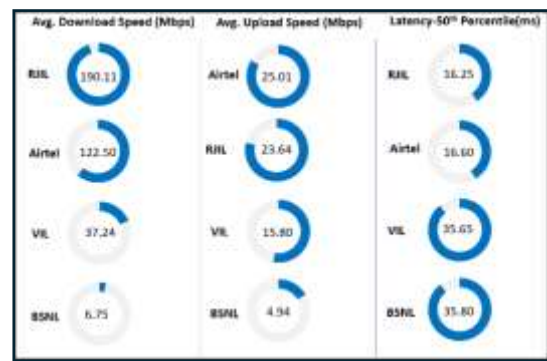 Avg. Download Speed (Mbps)
RJIL 190.11
Airtel 122.50
VIL 37.24
BSNL 6.75
Avg. Upload Speed (Mbps)
Airtel 25.01
RJIL 23.64
VIL 15.80
BSNL 4.94
Latency-50th Percentile(ms)
RJIL 16.25
Airtel 16.60
VIL 35.65
BSNL 35.80